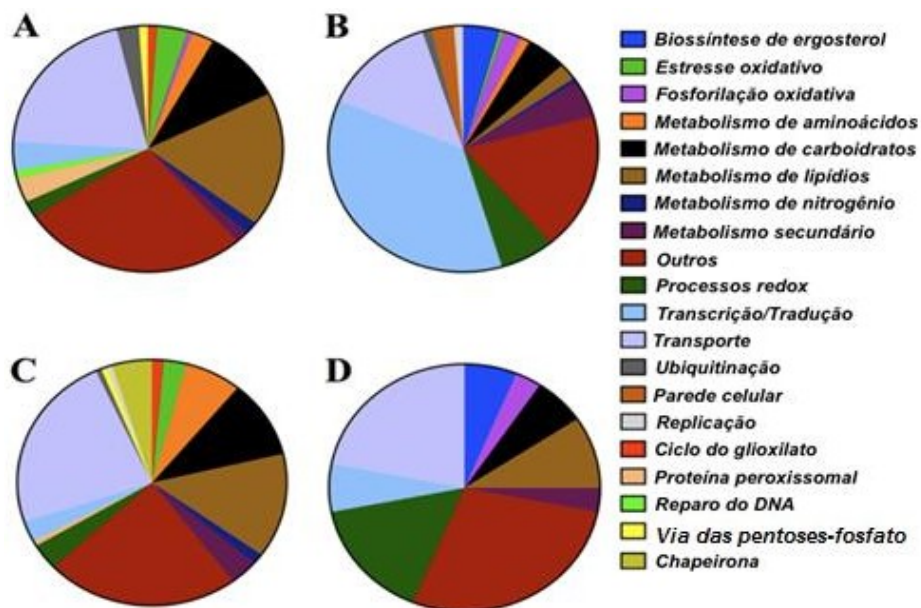 A
B
C
D
Biossíntese de ergosterol
Estresse oxidativo
Fosforilação oxidativa
Metabolismo de aminoácidos
Metabolismo de carboidratos
Metabolismo de lipídios
Metabolismo de nitrogênio
Metabolismo secundário
Outros
Processos redox
Transcrição/Tradução
Transporte
Ubiquitinação
Parede celular
Replicação
Ciclo do glioxilato
Proteína peroxissomal
Reparo do DNA
Via das pentoses-fosfato
Chapeirona